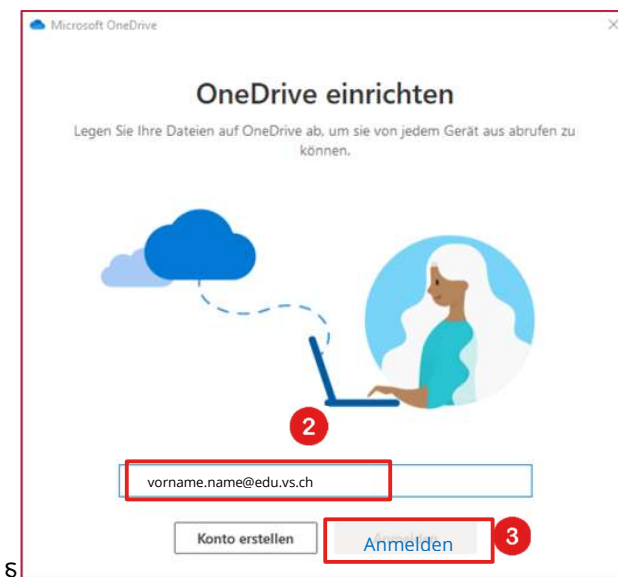 Microsoft OneDrive
OneDrive einrichten
Legen Sie Ihre Dateien auf OneDrive ab, um sie von jedem Gerät aus abrufen zu
können.
2
vorname.name@edu.vs.ch
Konto erstellen
Anmelden
3